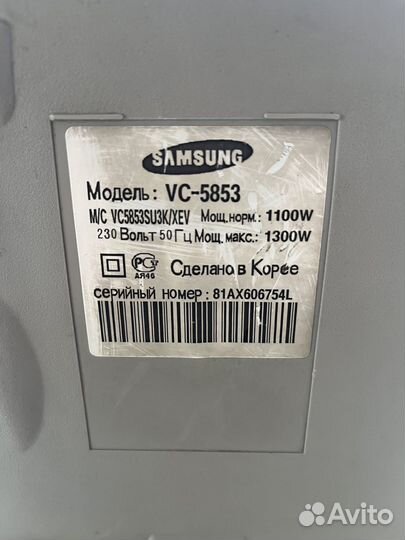 SAMSUNG
Модель: VC-5853
M/C VC5853SU3K/XEV Мощ.норм.: 1100W
230 Вольт 50 Гц Мощ. макс.: 1300W
РС АЯ46 Сделано в Корее
серийный номер: 81AX606754L
Avito